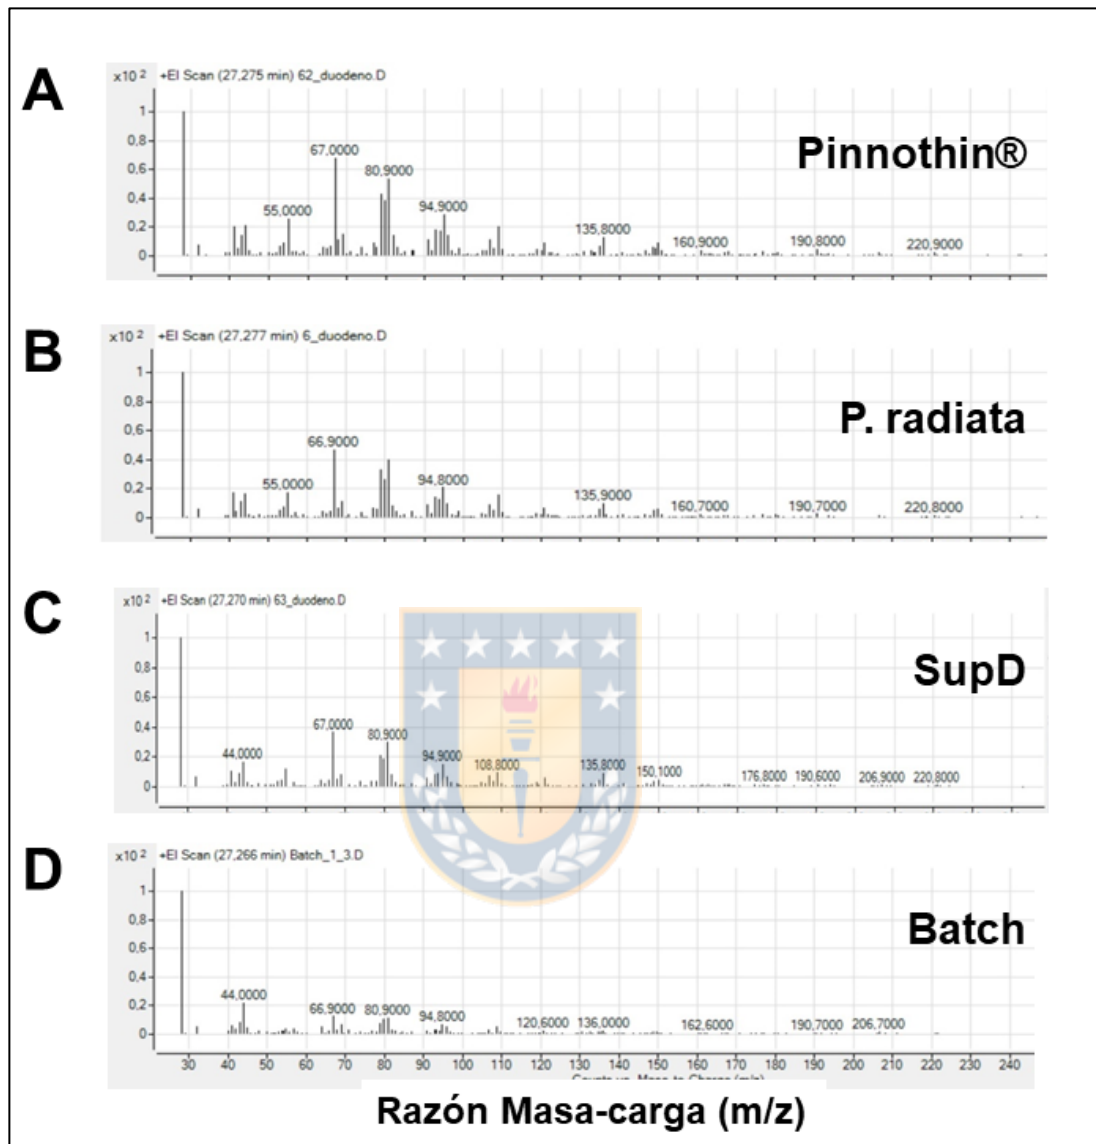 A
x10 2 +EI Scan (27,275 min) 62_duodeno.D
Pinnothin®
1
0,8
0,6
0,4
0,2
0
55,0000 67,0000 80,9000 94,9000 135,8000 160,9000 190,8000 220,9000
B
x10 2 +EI Scan (27,277 min) 6_duodeno.D
P. radiata
1
0,8
0,6
0,4
0,2
0
55,0000 66,9000 94,8000 135,9000 160,7000 190,7000 220,8000
C
x10 2 +EI Scan (27,270 min) 63_duodeno.D
SupD
1
0,8
0,6
0,4
0,2
0
44,0000 67,0000 80,9000 94,9000 108,8000 135,8000 150,1000 176,8000 190,6000 206,9000 220,8000
D
x10 2 +EI Scan (27,266 min) Batch_1_3.D
Batch
1
0,8
0,6
0,4
0,2
0
44,0000 66,9000 80,9000 94,8000 120,6000 136,0000 162,6000 190,7000 206,7000
30 40 50 60 70 80 90 100 110 120 130 140 150 160 170 180 190 200 210 220 230 240
Razón Masa-carga (m/z)